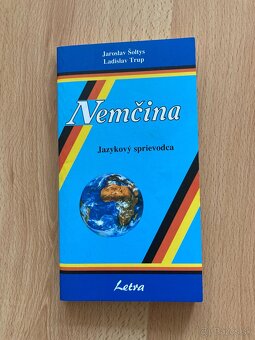 Jaroslav Šoltys
Ladislav Trup
Nemčina
Jazykový sprievodca
Letra